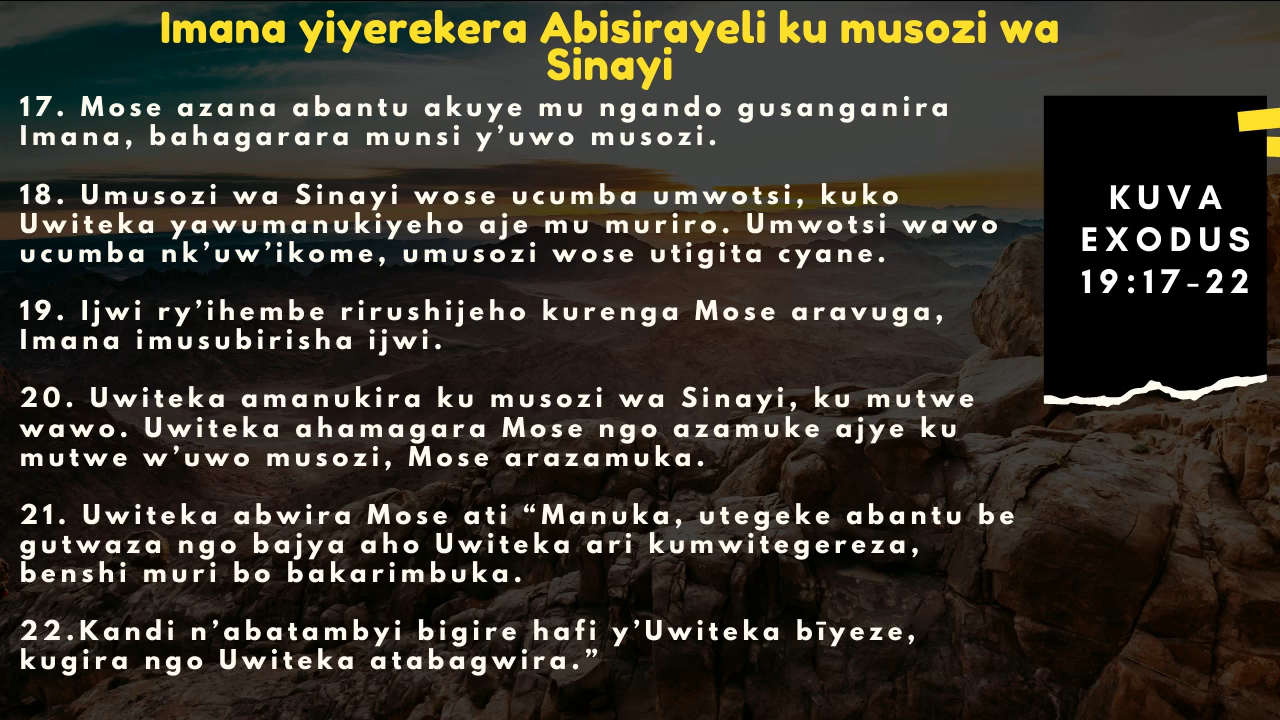 Imana yiyerekera Abisirayeli ku musozi wa
Sinayi
17. Mose azana abantu akuye mu ngando gusanganira
Imana, bahagarara munsi y’uwo musozi.
18. Umusozi wa Sinayi wose ucumba umwotsi, kuko
Uwiteka yawumanukiyeho aje mu muriro. Umwotsi wawo
ucumba nk’uw’ikome, umusozi wose utigita cyane.
19. Ijwi ry’ihembe rirushijeho kurenga Mose aravuga,
Imana imusubirisha ijwi.
20. Uwiteka amanukira ku musozi wa Sinayi, ku mutwe
wawo. Uwiteka ahamagara Mose ngo azamuke ajye ku
mutwe w’uwo musozi, Mose arazamuka.
21. Uwiteka abwira Mose ati “Manuka, utegeke abantu be
gutwaza ngo bajya aho Uwiteka ari kumwitegereza,
benshi muri bo bakarimbuka.
22.Kandi n’abatambyi bigire hafi y’Uwiteka bīyeze,
kugira ngo Uwiteka atabagwira.”
KUVA
EXODUS
19:17-22